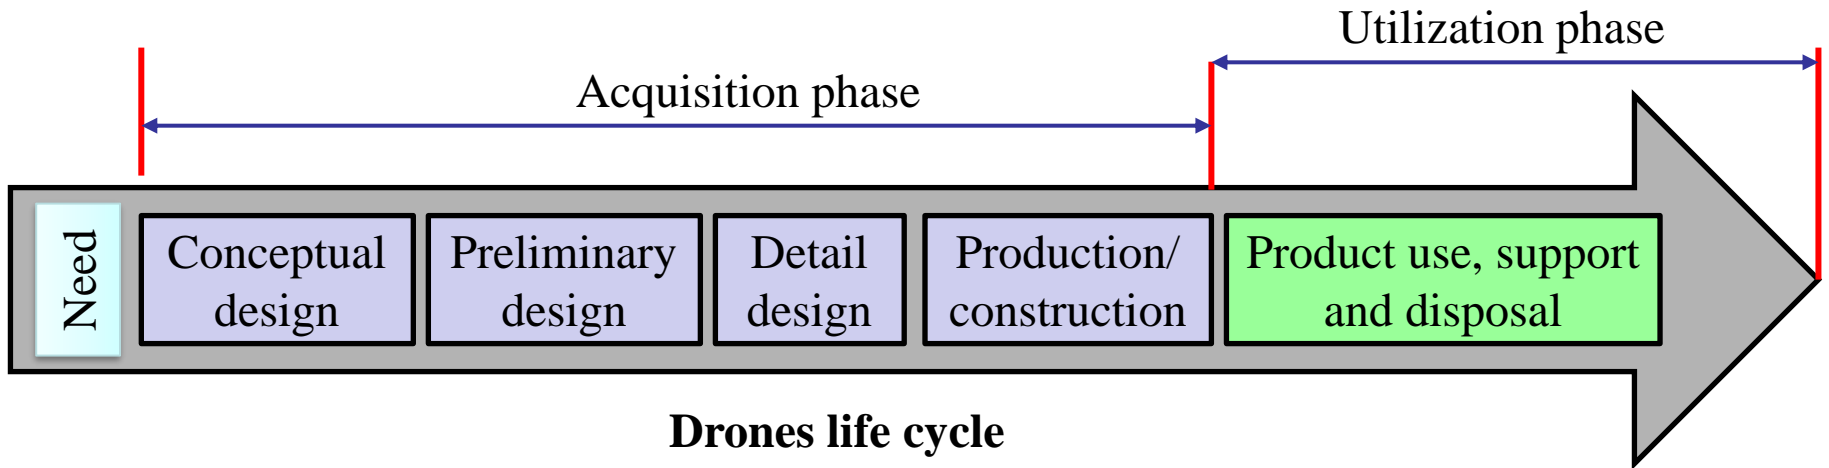 Utilization phase
Acquisition phase
Need
Conceptual
design
Preliminary
design
Detail
design
Production/
construction
Product use, support
and disposal
Drones life cycle